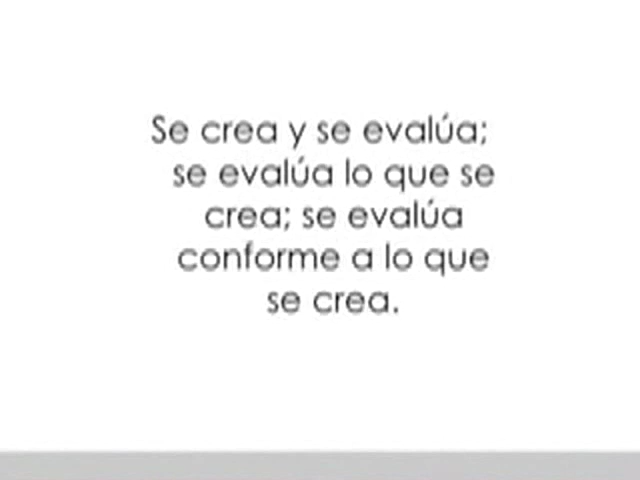 Se crea y se evalúa;
se evalúa lo que se
crea; se evalúa
conforme a lo que
se crea.